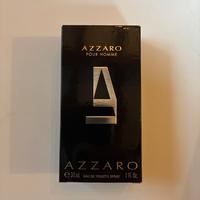 AZZARO
POUR HOMME
AZZARO
℮ 30 mL EAU DE TOILETTE SPRAY 1 fl.oz.